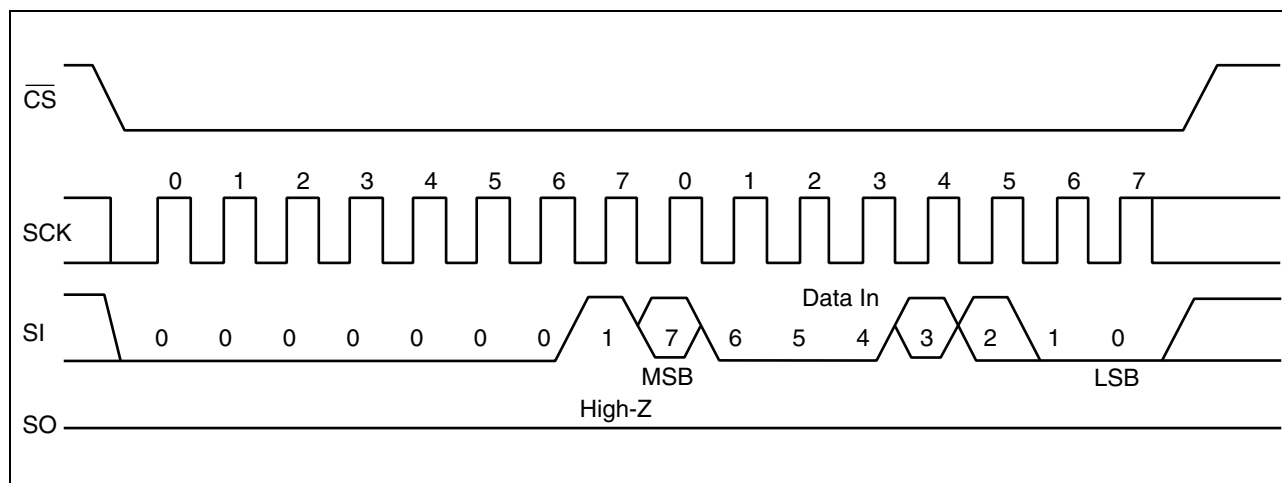 C̅S̅
0 1 2 3 4 5 6 7 0 1 2 3 4 5 6 7
SCK
Data In
SI 0 0 0 0 0 0 0 1 7 6 5 4 3 2 1 0
MSB LSB
High-Z
SO